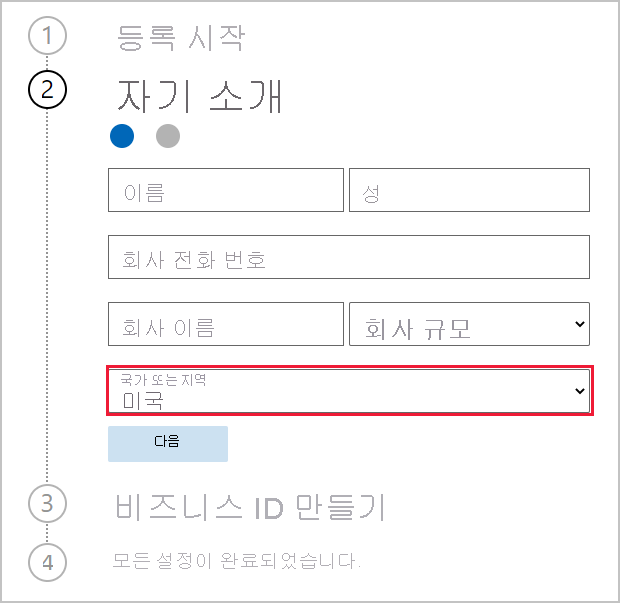 1 등록 시작
2 자기 소개
이름 성
회사 전화 번호
회사 이름 회사 규모
국가 또는 지역
미국
다음
3 비즈니스 ID 만들기
4 모든 설정이 완료되었습니다.